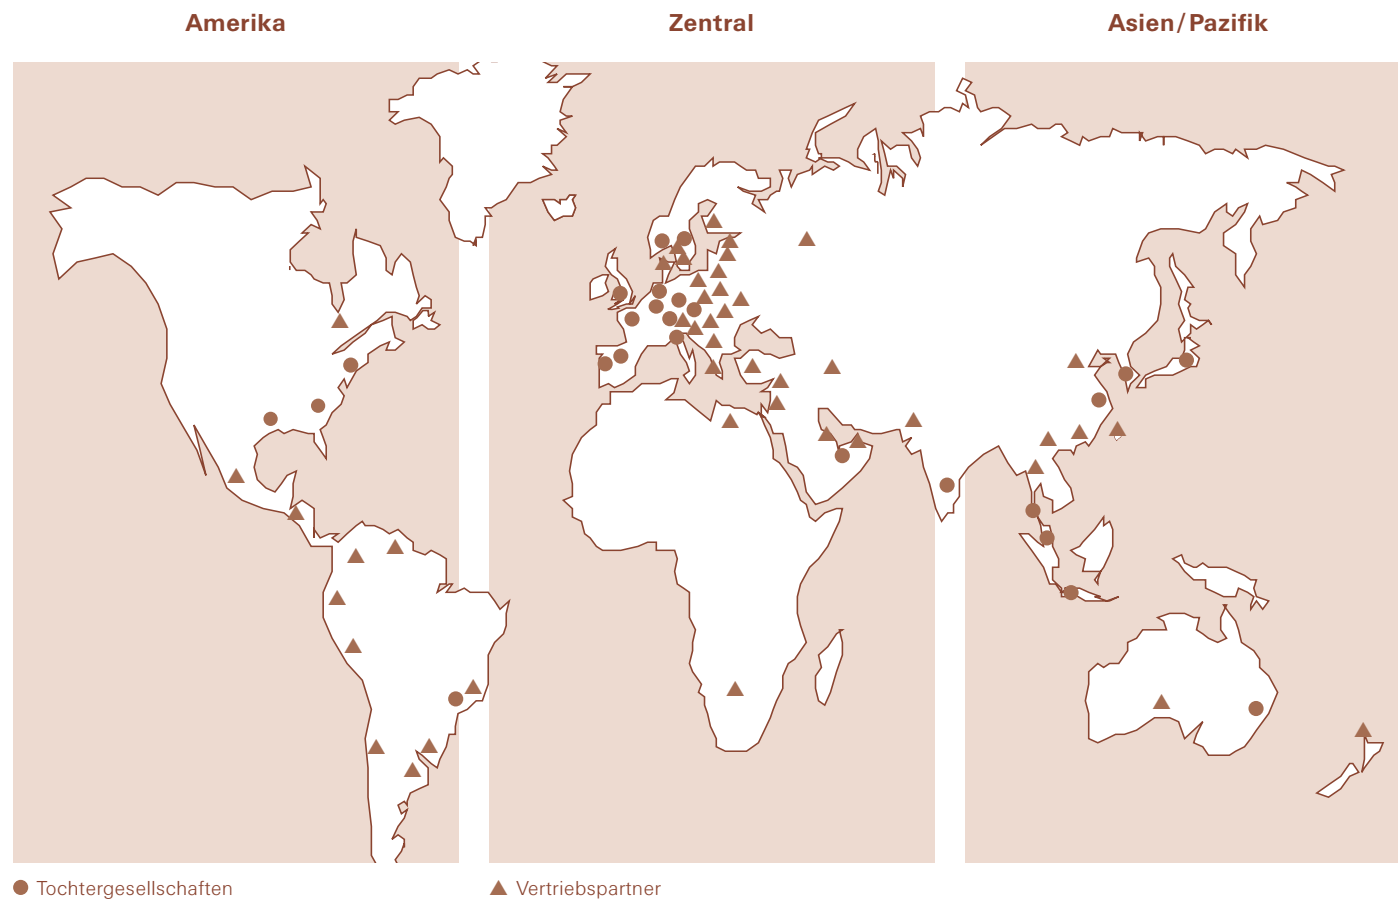 Amerika
Zentral
Asien/Pazifik
Tochtergesellschaften
Vertriebspartner